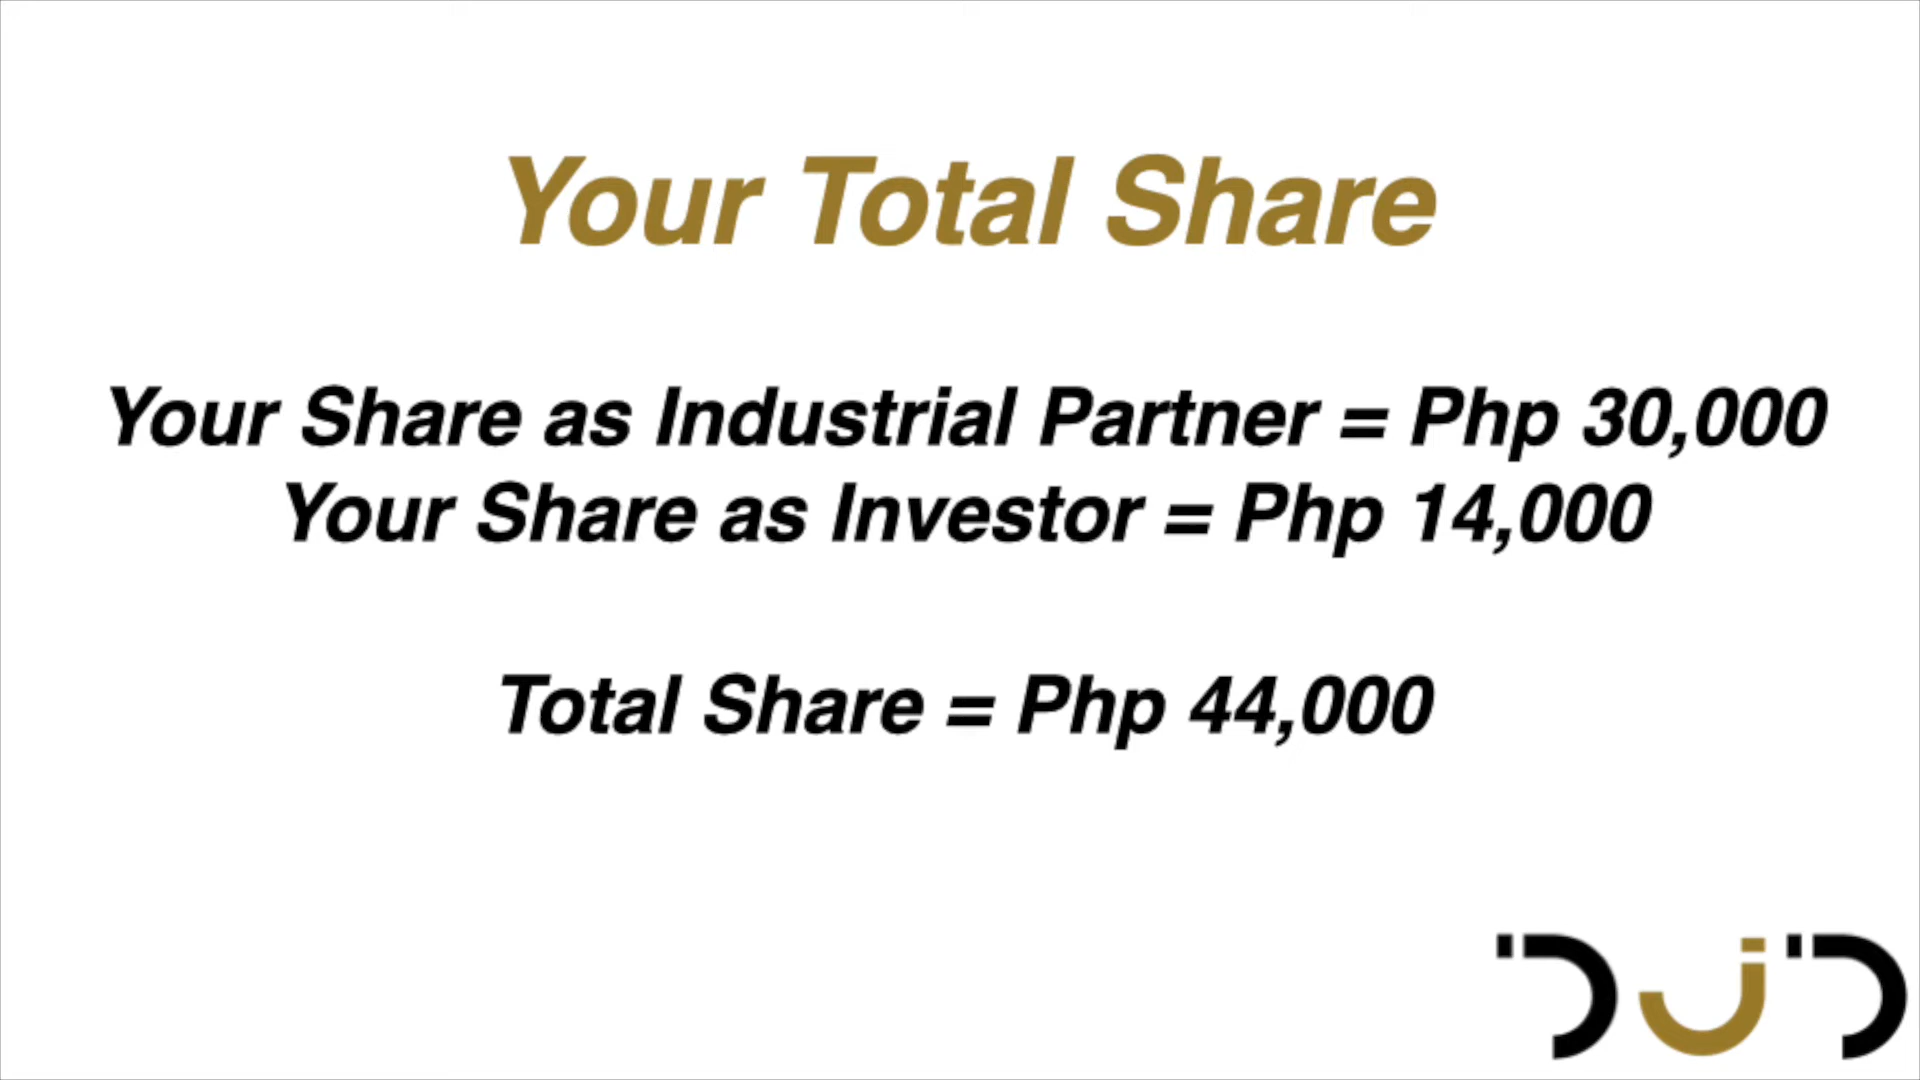 Your Total Share
Your Share as Industrial Partner = Php 30,000
Your Share as Investor = Php 14,000
Total Share = Php 44,000
DJD